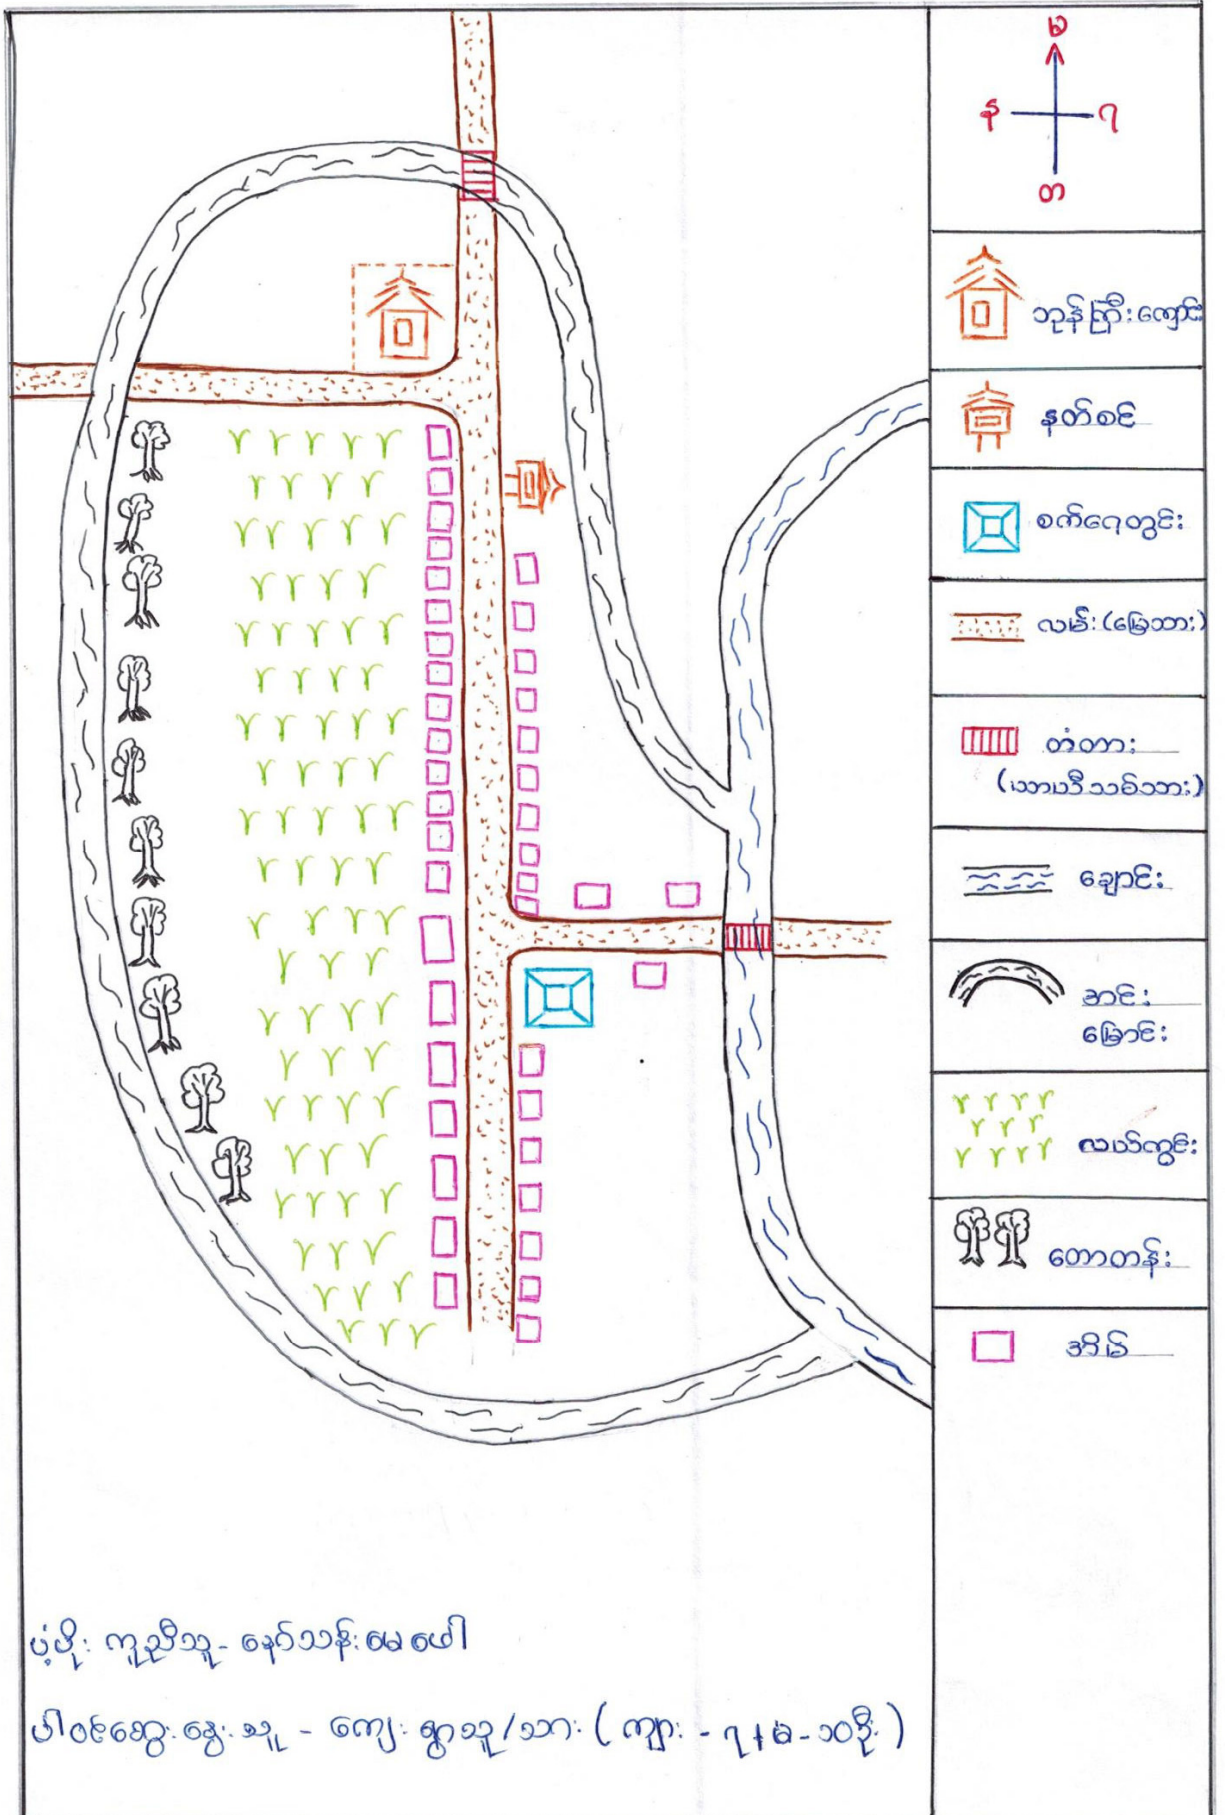 မ
န
ရ
တ
ဘုန်းကြီးကျောင်း
နတ်စင်
စက်ရေတွင်း
လမ်း (မြေသား)
တံတား
(ယာယီသစ်သား)
ချောင်း
အင်း
မြောင်း
လယ်ကွင်း
တောတန်း
အိမ်
ပံ့ပိုးကူညီသူ - နော်သန်းမေဖေါ
ပါဝင်ဆွေးနွေးသူ - ကျေးရွာသူ/သား (ကျား - ၇ + မ - ၁၀ဦး)